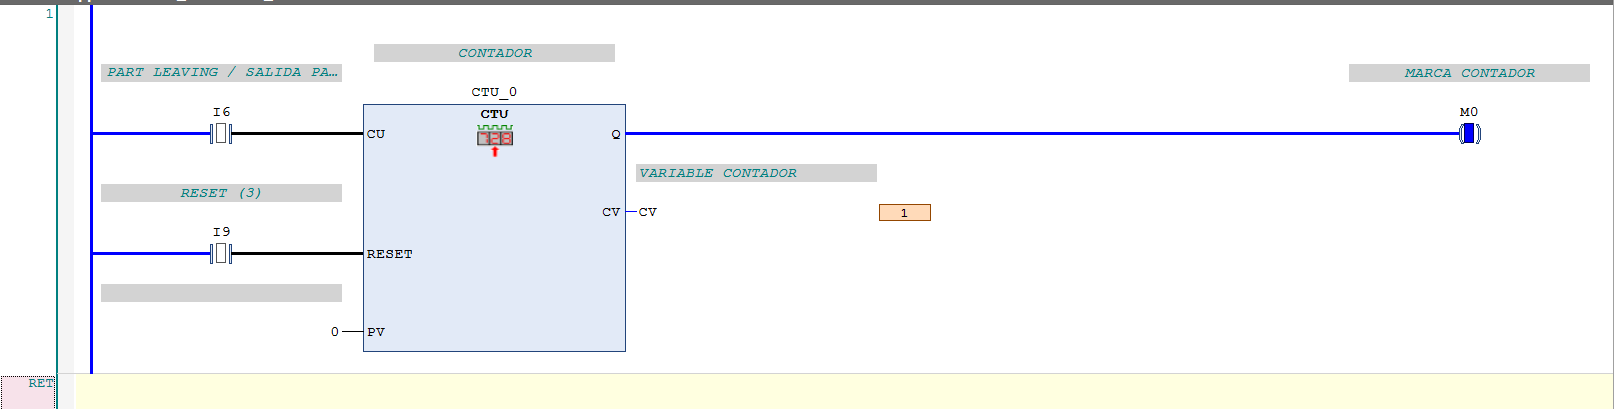 1
CONTADOR
PART LEAVING / SALIDA PA…
MARCA CONTADOR
CTU_0
I6
CTU
M0
CU
Q
VARIABLE CONTADOR
RESET (3)
CV
CV
1
I9
RESET
0
PV
RET